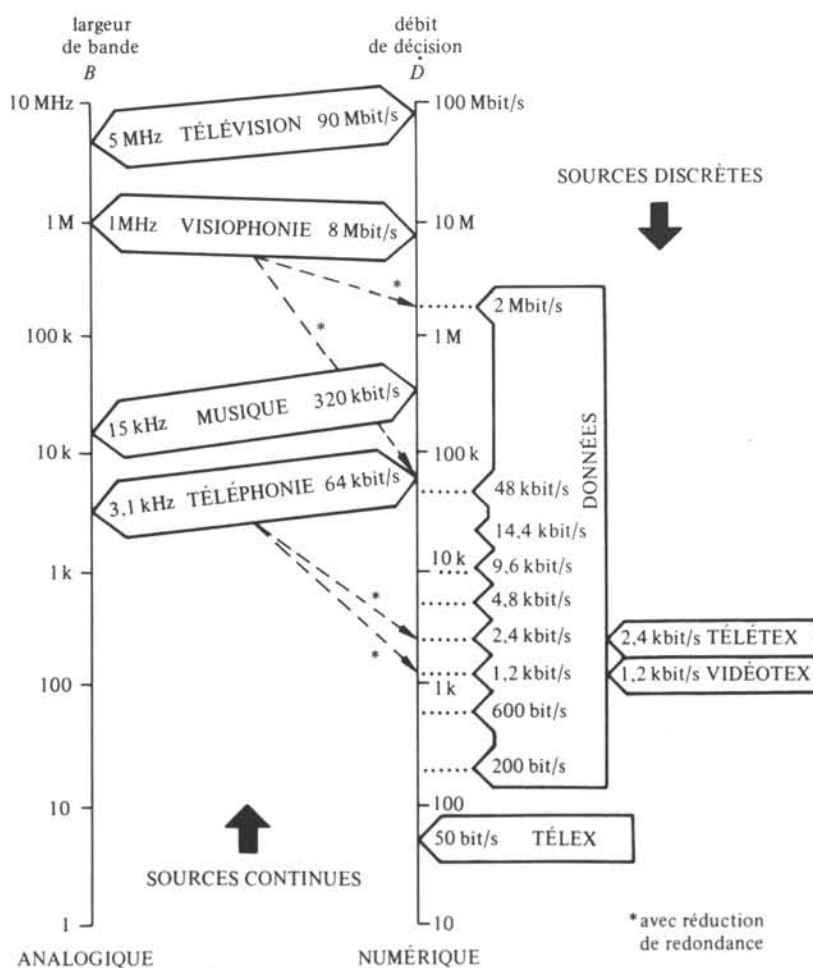 largeur
de bande
B
débit
de décision
Ḋ
10 MHz
100 Mbit/s
5 MHz TÉLÉVISION 90 Mbit/s
SOURCES DISCRÈTES
1 M
1MHz VISIOPHONIE 8 Mbit/s
10 M
*
2 Mbit/s
*
100 k
1 M
15 kHz MUSIQUE 320 kbit/s
DONNÉES
10 k
100 k
3,1 kHz TÉLÉPHONIE 64 kbit/s
48 kbit/s
14,4 kbit/s
1 k
10 k
9,6 kbit/s
*
4,8 kbit/s
2,4 kbit/s
2,4 kbit/s TÉLÉTEX
*
1,2 kbit/s
1,2 kbit/s VIDÉOTEX
100
1 k
600 bit/s
200 bit/s
10
100
50 bit/s TÉLEX
SOURCES CONTINUES
1
10
*avec réduction
de redondance
ANALOGIQUE
NUMÉRIQUE